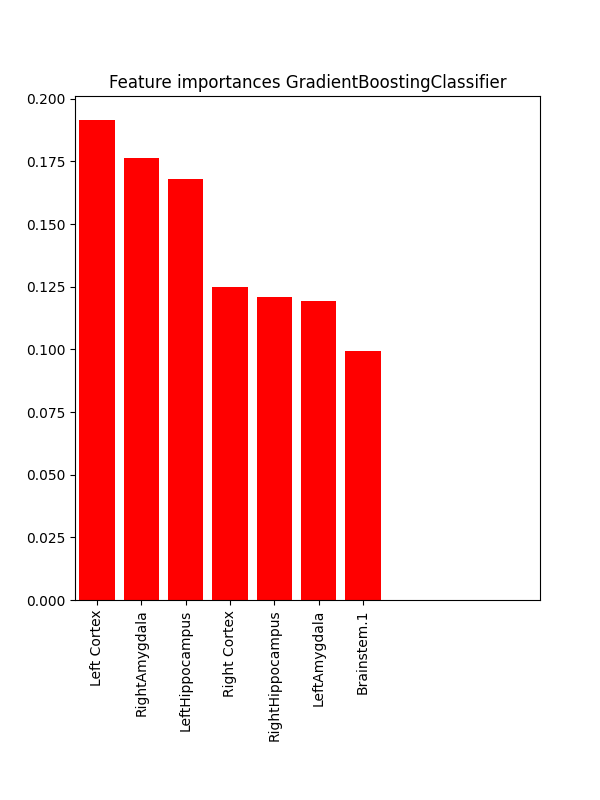 Feature importances GradientBoostingClassifier
0.200
0.175
0.150
0.125
0.100
0.075
0.050
0.025
0.000
Left Cortex
RightAmygdala
LeftHippocampus
Right Cortex
RightHippocampus
LeftAmygdala
Brainstem.1